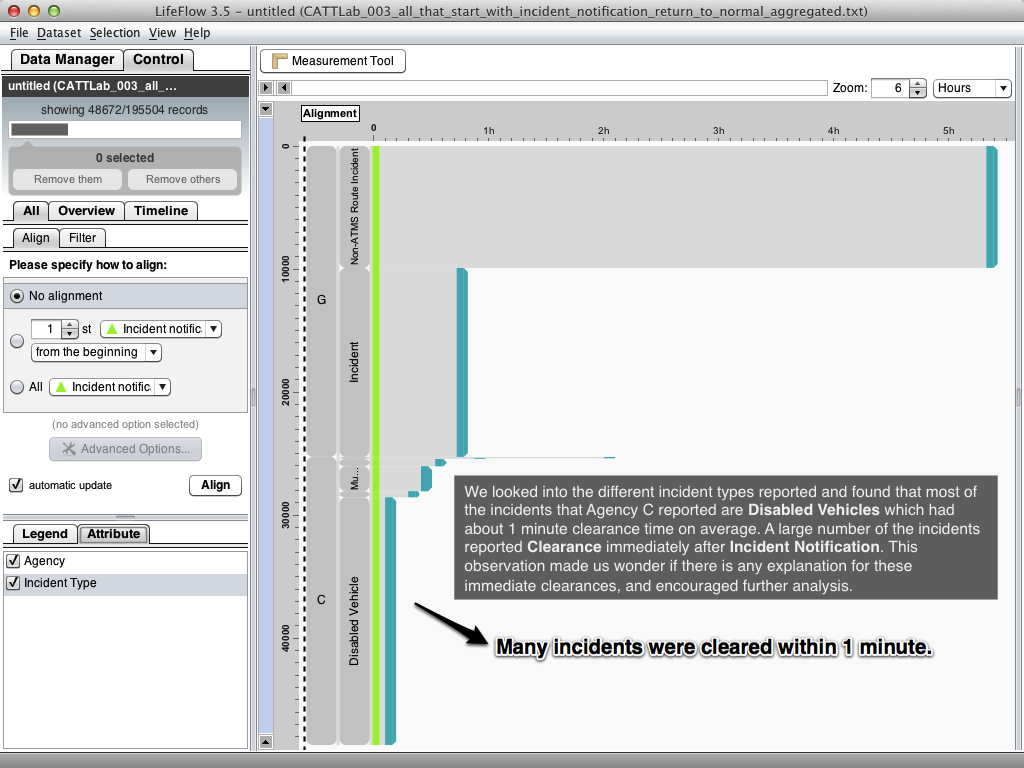 LifeFlow 3.5 - untitled (CATTLab_003_all_that_start_with_incident_notification_return_to_normal_aggregated.txt)
File Dataset Selection View Help
Data Manager Control
untitled (CATTLab_003_all_...
showing 48672/195504 records
0 selected
Remove them Remove others
All Overview Timeline
Align Filter
Please specify how to align:
No alignment
1 st Incident notific
from the beginning
All Incident notific
(no advanced option selected)
Advanced Options...
automatic update Align
Legend Attribute
Agency
Incident Type
Measurement Tool
Zoom: 6 Hours
Alignment
0 1h 2h 3h 4h 5h
0
10000
20000
30000
40000
G
C
Non-ATMS Route Incident
Incident
Mu...
Disabled Vehicle
We looked into the different incident types reported and found that most of
the incidents that Agency C reported are Disabled Vehicles which had
about 1 minute clearance time on average. A large number of the incidents
reported Clearance immediately after Incident Notification. This
observation made us wonder if there is any explanation for these
immediate clearances, and encouraged further analysis.
Many incidents were cleared within 1 minute.